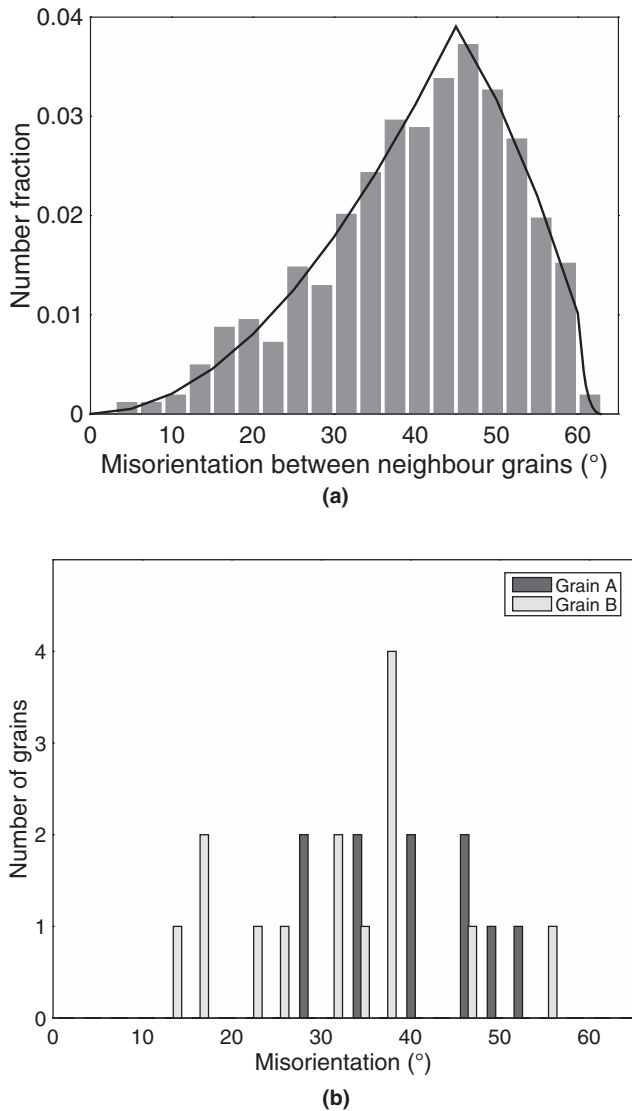 0.04
0.03
0.02
0.01
0
Number fraction
0 10 20 30 40 50 60
Misorientation between neighbour grains (°)
(a)
Grain A
Grain B
4
3
2
1
0
Number of grains
0 10 20 30 40 50 60
Misorientation (°)
(b)